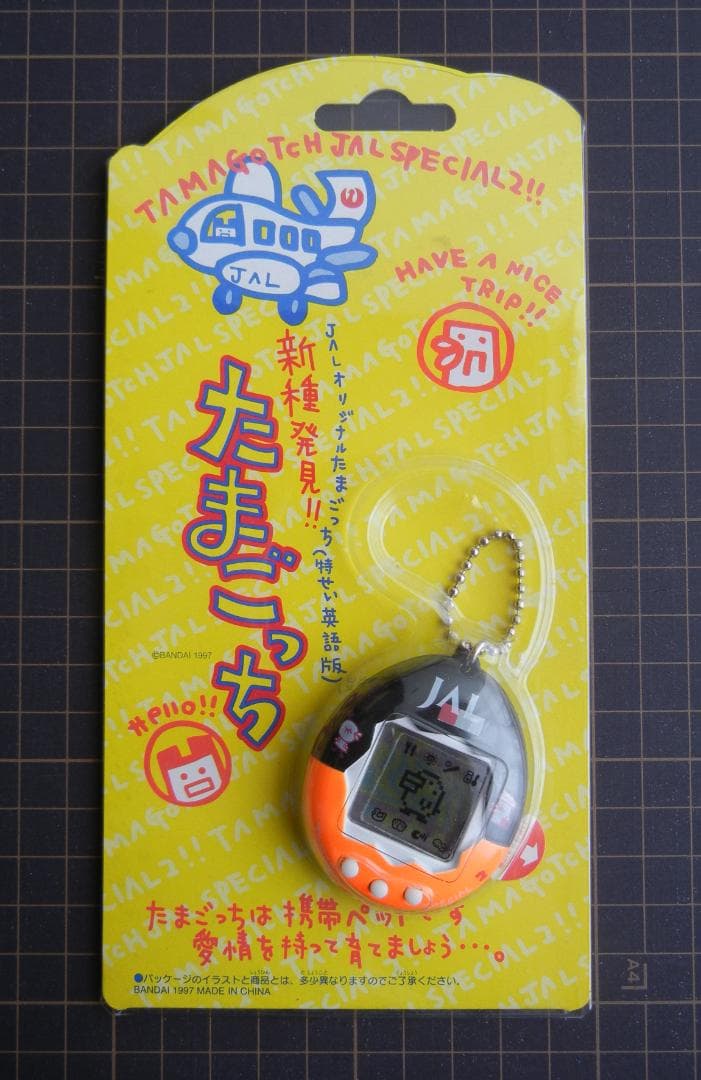 TAMAGOTCH JAL SPECIAL2!!
JAL
HAVE A NICE
TRIP!!
JALオリジナルたまごっち(特せい英語版)
新種発見!!
たまごっち
©BANDAI 1997
Hello!!
JAL
たまごっちは携帯ペットです
愛情を持って育てましょう・・・。
●パッケージのイラストと商品とは、多少異なりますのでご了承ください。
BANDAI 1997 MADE IN CHINA
A4